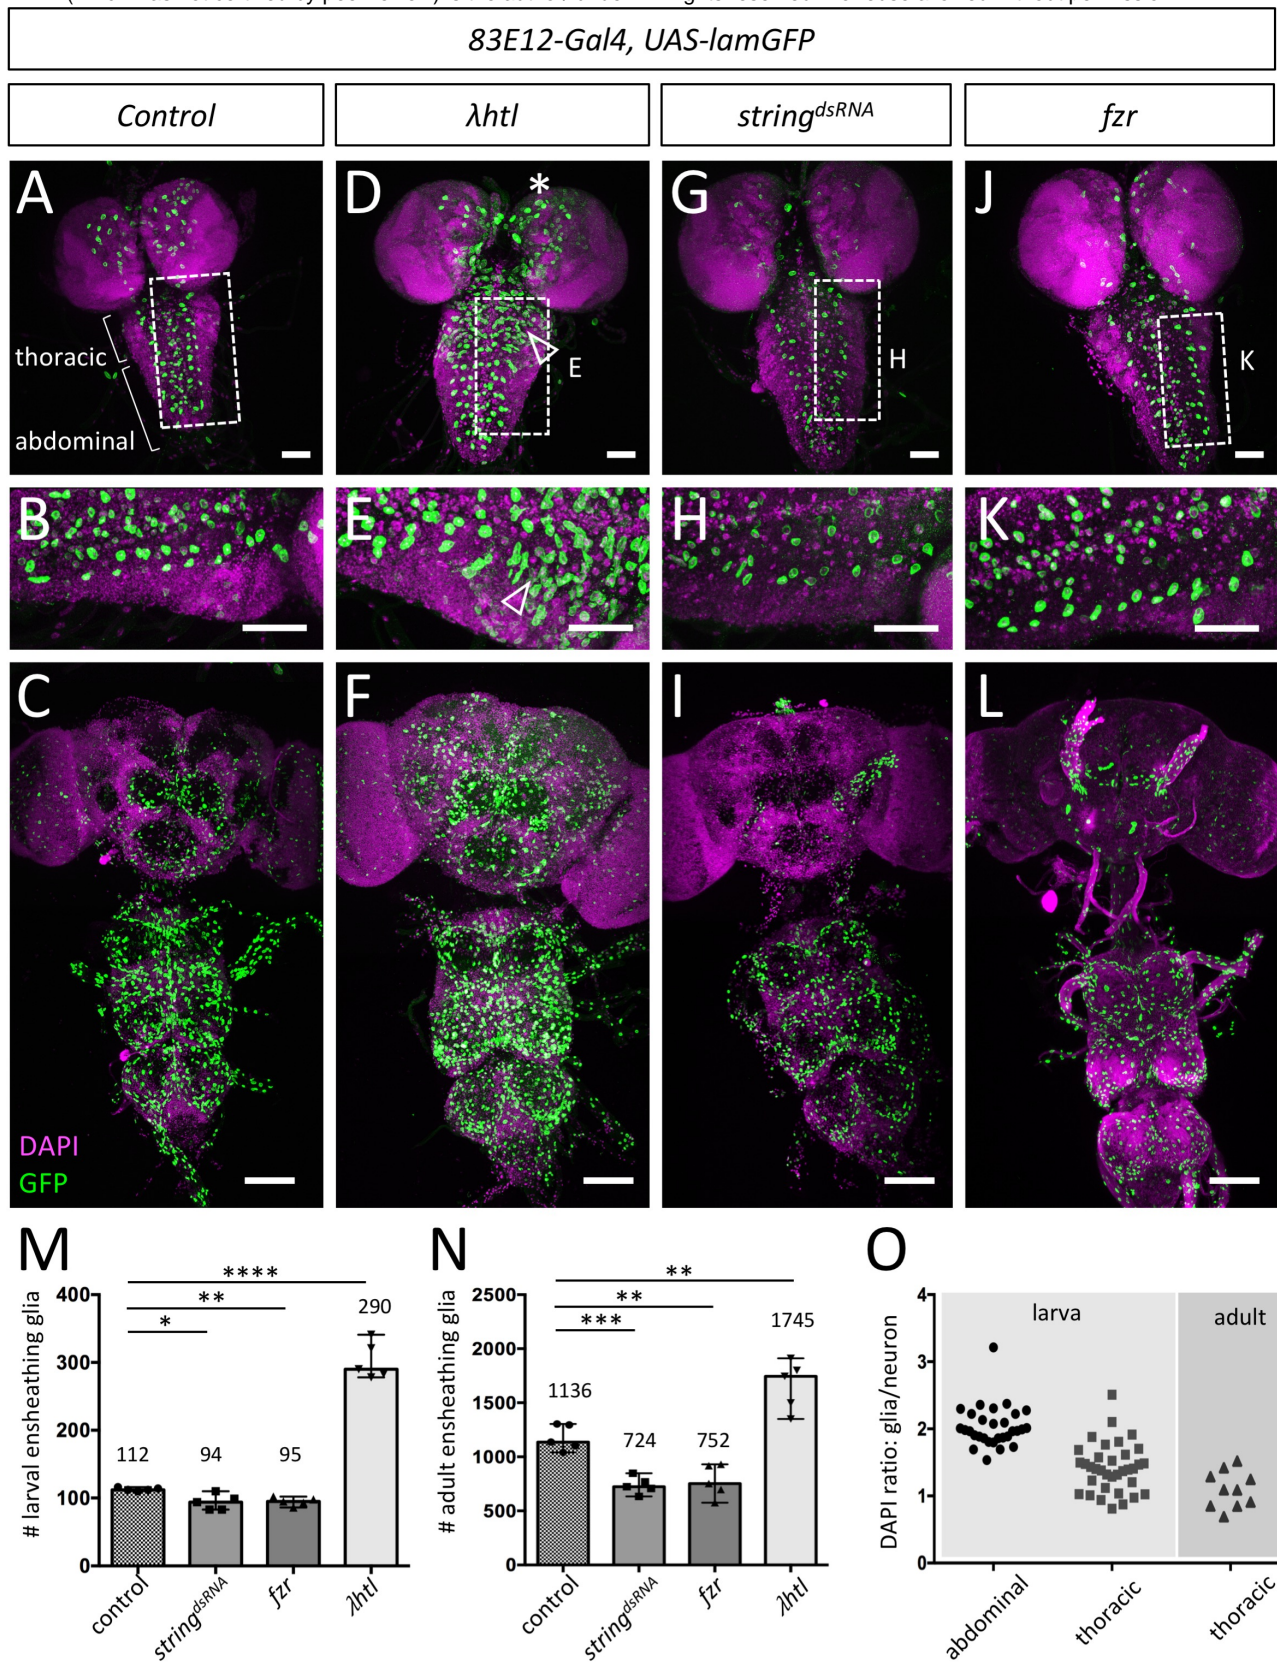 83E12-Gal4, UAS-lamGFP
Control
λhtl
string^dsRNA
fzr
A
thoracic
abdominal
D
*
E
G
H
J
K
B
E
H
K
C
DAPI
GFP
F
I
L
M
# larval ensheathing glia
400
300
200
100
0
****
**
*
112
94
95
290
control
string^dsRNA
fzr
λhtl
N
# adult ensheathing glia
2500
2000
1500
1000
500
0
**
**
***
1136
724
752
1745
control
string^dsRNA
fzr
λhtl
O
DAPI ratio: glia/neuron
4
3
2
1
0
larva
adult
abdominal
thoracic
thoracic